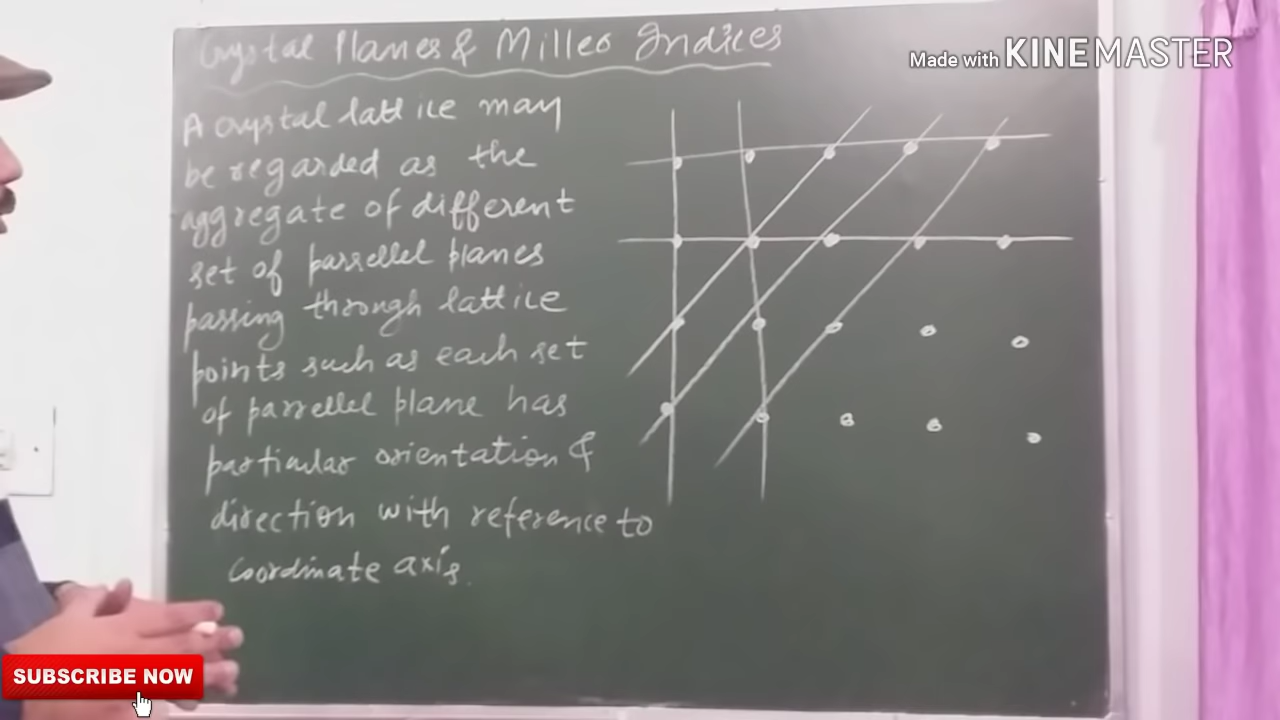 Crystal Planes & Miller Indices
Made with KINEMASTER
A crystal lattice may
be regarded as the
aggregate of different
set of parrellel planes
passing through lattice
points such as each set
of parrellel plane has
particular orientation &
direction with reference to
coordinate axis.
SUBSCRIBE NOW